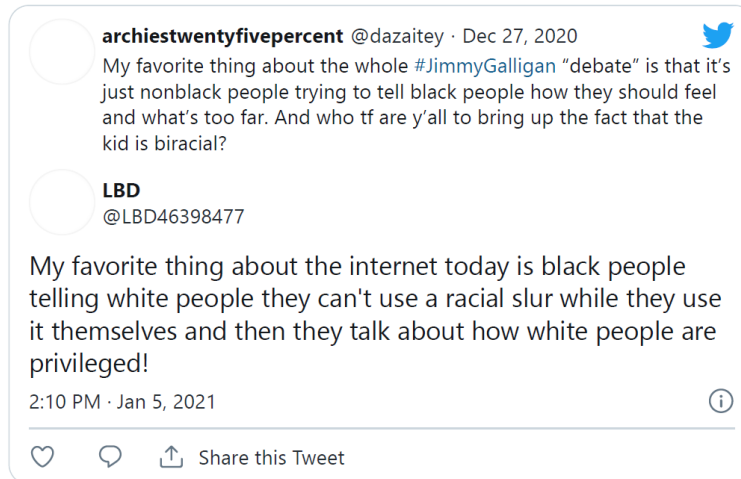 archiestwentyfivepercent @dazaitey · Dec 27, 2020
My favorite thing about the whole #JimmyGalligan “debate” is that it’s
just nonblack people trying to tell black people how they should feel
and what’s too far. And who tf are y’all to bring up the fact that the
kid is biracial?
LBD
@LBD46398477
My favorite thing about the internet today is black people
telling white people they can't use a racial slur while they use
it themselves and then they talk about how white people are
privileged!
2:10 PM · Jan 5, 2021
Share this Tweet